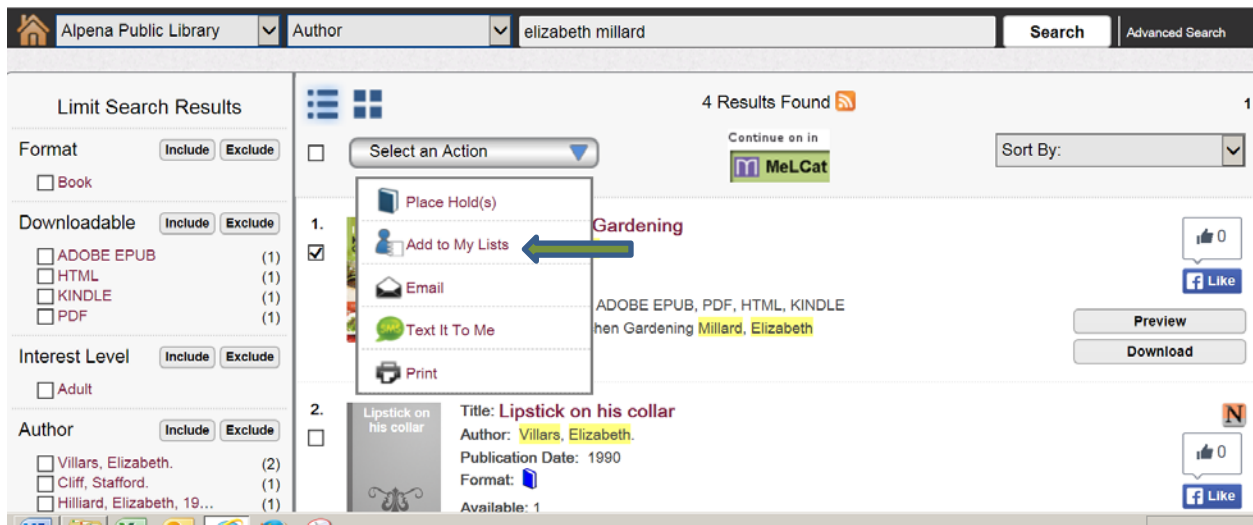 Alpena Public Library Author elizabeth millard Search Advanced Search
Limit Search Results
Format Include Exclude
Book
Downloadable Include Exclude
ADOBE EPUB (1)
HTML (1)
KINDLE (1)
PDF (1)
Interest Level Include Exclude
Adult
Author Include Exclude
Villars, Elizabeth. (2)
Cliff, Stafford. (1)
Hilliard, Elizabeth, 19... (1)
4 Results Found 1
Select an Action
Continue on in
MeLCat
Sort By:
Place Hold(s)
Add to My Lists
Email
SMS Text It To Me
Print
1. Gardening
ADOBE EPUB, PDF, HTML, KINDLE
hen Gardening Millard, Elizabeth
0
f Like
Preview
Download
2.
Lipstick on
his collar
Title: Lipstick on his collar
Author: Villars, Elizabeth.
Publication Date: 1990
Format:
Available: 1
N
0
f Like